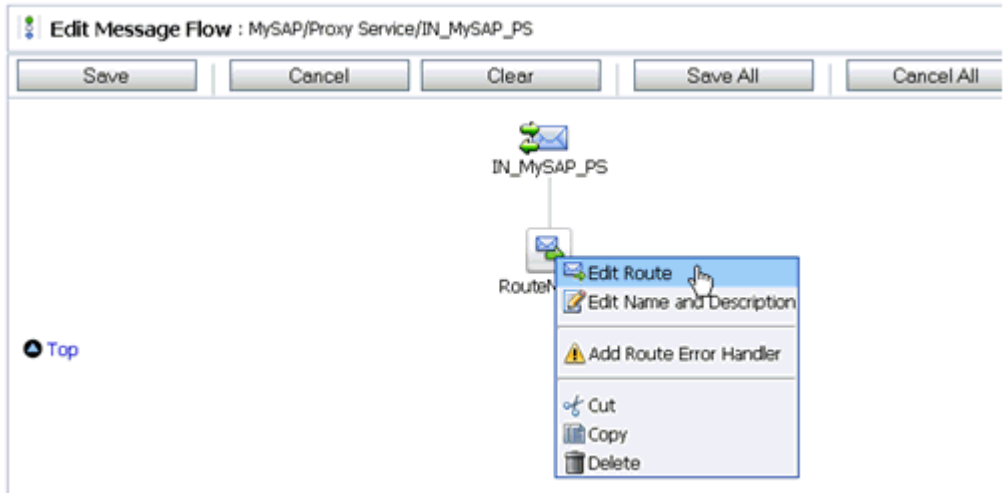 Edit Message Flow : MySAP/Proxy Service/IN_MySAP_PS
Save Cancel Clear Save All Cancel All
IN_MySAP_PS
Edit Route
Edit Name and Description
Top
Add Route Error Handler
Cut
Copy
Delete